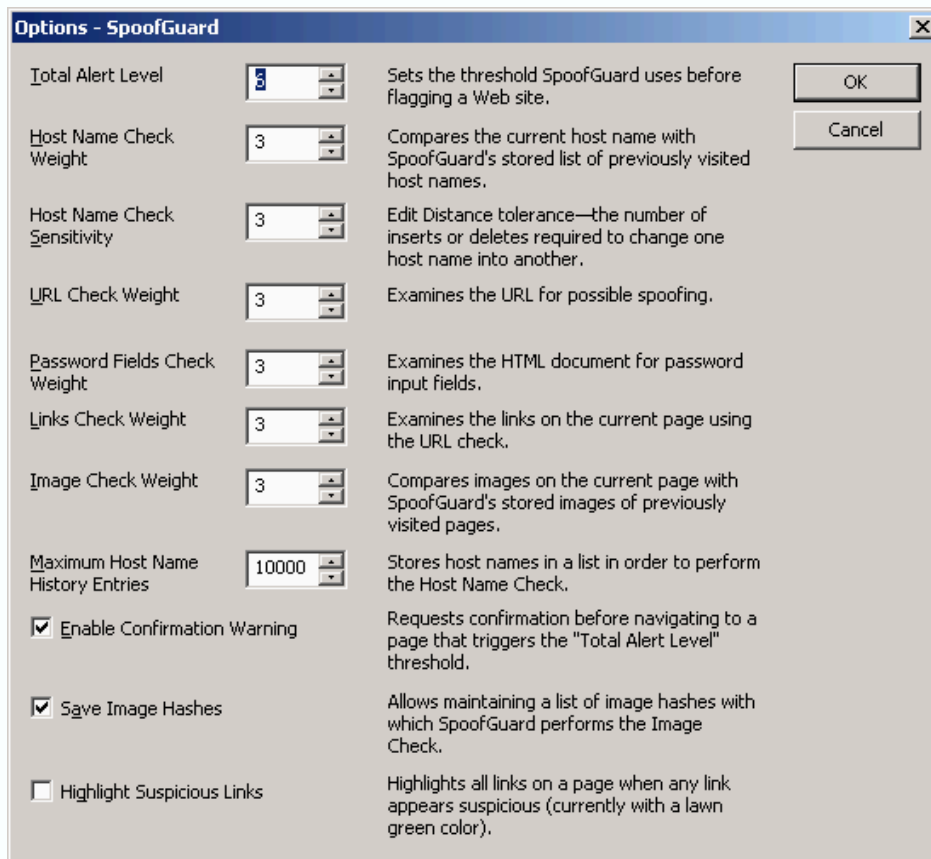 Options - SpoofGuard
Total Alert Level
6
Sets the threshold SpoofGuard uses before
flagging a Web site.
OK
Cancel
Host Name Check
Weight
3
Compares the current host name with
SpoofGuard's stored list of previously visited
host names.
Host Name Check
Sensitivity
3
Edit Distance tolerance—the number of
inserts or deletes required to change one
host name into another.
URL Check Weight
3
Examines the URL for possible spoofing.
Password Fields Check
Weight
3
Examines the HTML document for password
input fields.
Links Check Weight
3
Examines the links on the current page using
the URL check.
Image Check Weight
3
Compares images on the current page with
SpoofGuard's stored images of previously
visited pages.
Maximum Host Name
History Entries
10000
Stores host names in a list in order to perform
the Host Name Check.
Enable Confirmation Warning
Requests confirmation before navigating to a
page that triggers the "Total Alert Level"
threshold.
Save Image Hashes
Allows maintaining a list of image hashes with
which SpoofGuard performs the Image
Check.
Highlight Suspicious Links
Highlights all links on a page when any link
appears suspicious (currently with a lawn
green color).